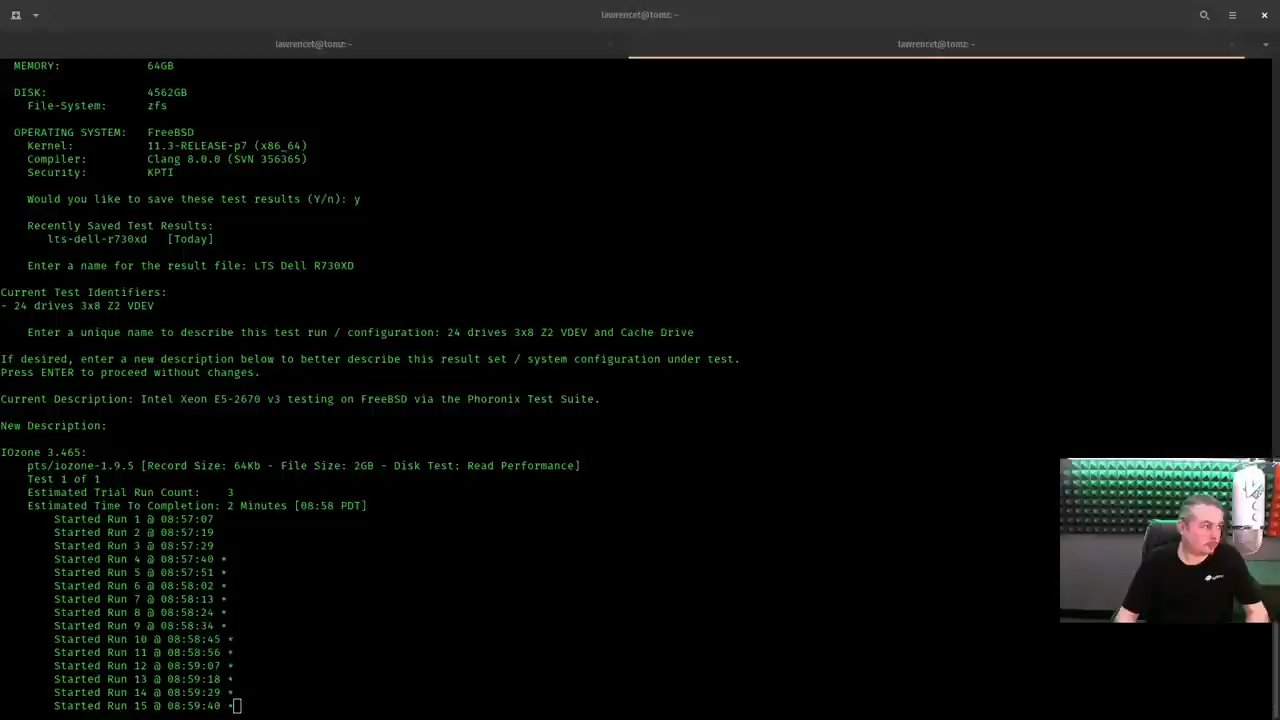 lawrencet@tomz: ~
lawrencet@tomz: ~
lawrencet@tomz: ~
MEMORY: 64GB
DISK: 4562GB
File-System: zfs
OPERATING SYSTEM: FreeBSD
Kernel: 11.3-RELEASE-p7 (x86_64)
Compiler: Clang 8.0.0 (SVN 356365)
Security: KPTI
Would you like to save these test results (Y/n): y
Recently Saved Test Results:
lts-dell-r730xd [Today]
Enter a name for the result file: LTS Dell R730XD
Current Test Identifiers:
- 24 drives 3x8 Z2 VDEV
Enter a unique name to describe this test run / configuration: 24 drives 3x8 Z2 VDEV and Cache Drive
If desired, enter a new description below to better describe this result set / system configuration under test.
Press ENTER to proceed without changes.
Current Description: Intel Xeon E5-2670 v3 testing on FreeBSD via the Phoronix Test Suite.
New Description:
IOzone 3.465:
pts/iozone-1.9.5 [Record Size: 64Kb - File Size: 2GB - Disk Test: Read Performance]
Test 1 of 1
Estimated Trial Run Count: 3
Estimated Time To Completion: 2 Minutes [08:58 PDT]
Started Run 1 @ 08:57:07
Started Run 2 @ 08:57:19
Started Run 3 @ 08:57:29
Started Run 4 @ 08:57:40 *
Started Run 5 @ 08:57:51 *
Started Run 6 @ 08:58:02 *
Started Run 7 @ 08:58:13 *
Started Run 8 @ 08:58:24 *
Started Run 9 @ 08:58:34 *
Started Run 10 @ 08:58:45 *
Started Run 11 @ 08:58:56 *
Started Run 12 @ 08:59:07 *
Started Run 13 @ 08:59:18 *
Started Run 14 @ 08:59:29 *
Started Run 15 @ 08:59:40 *